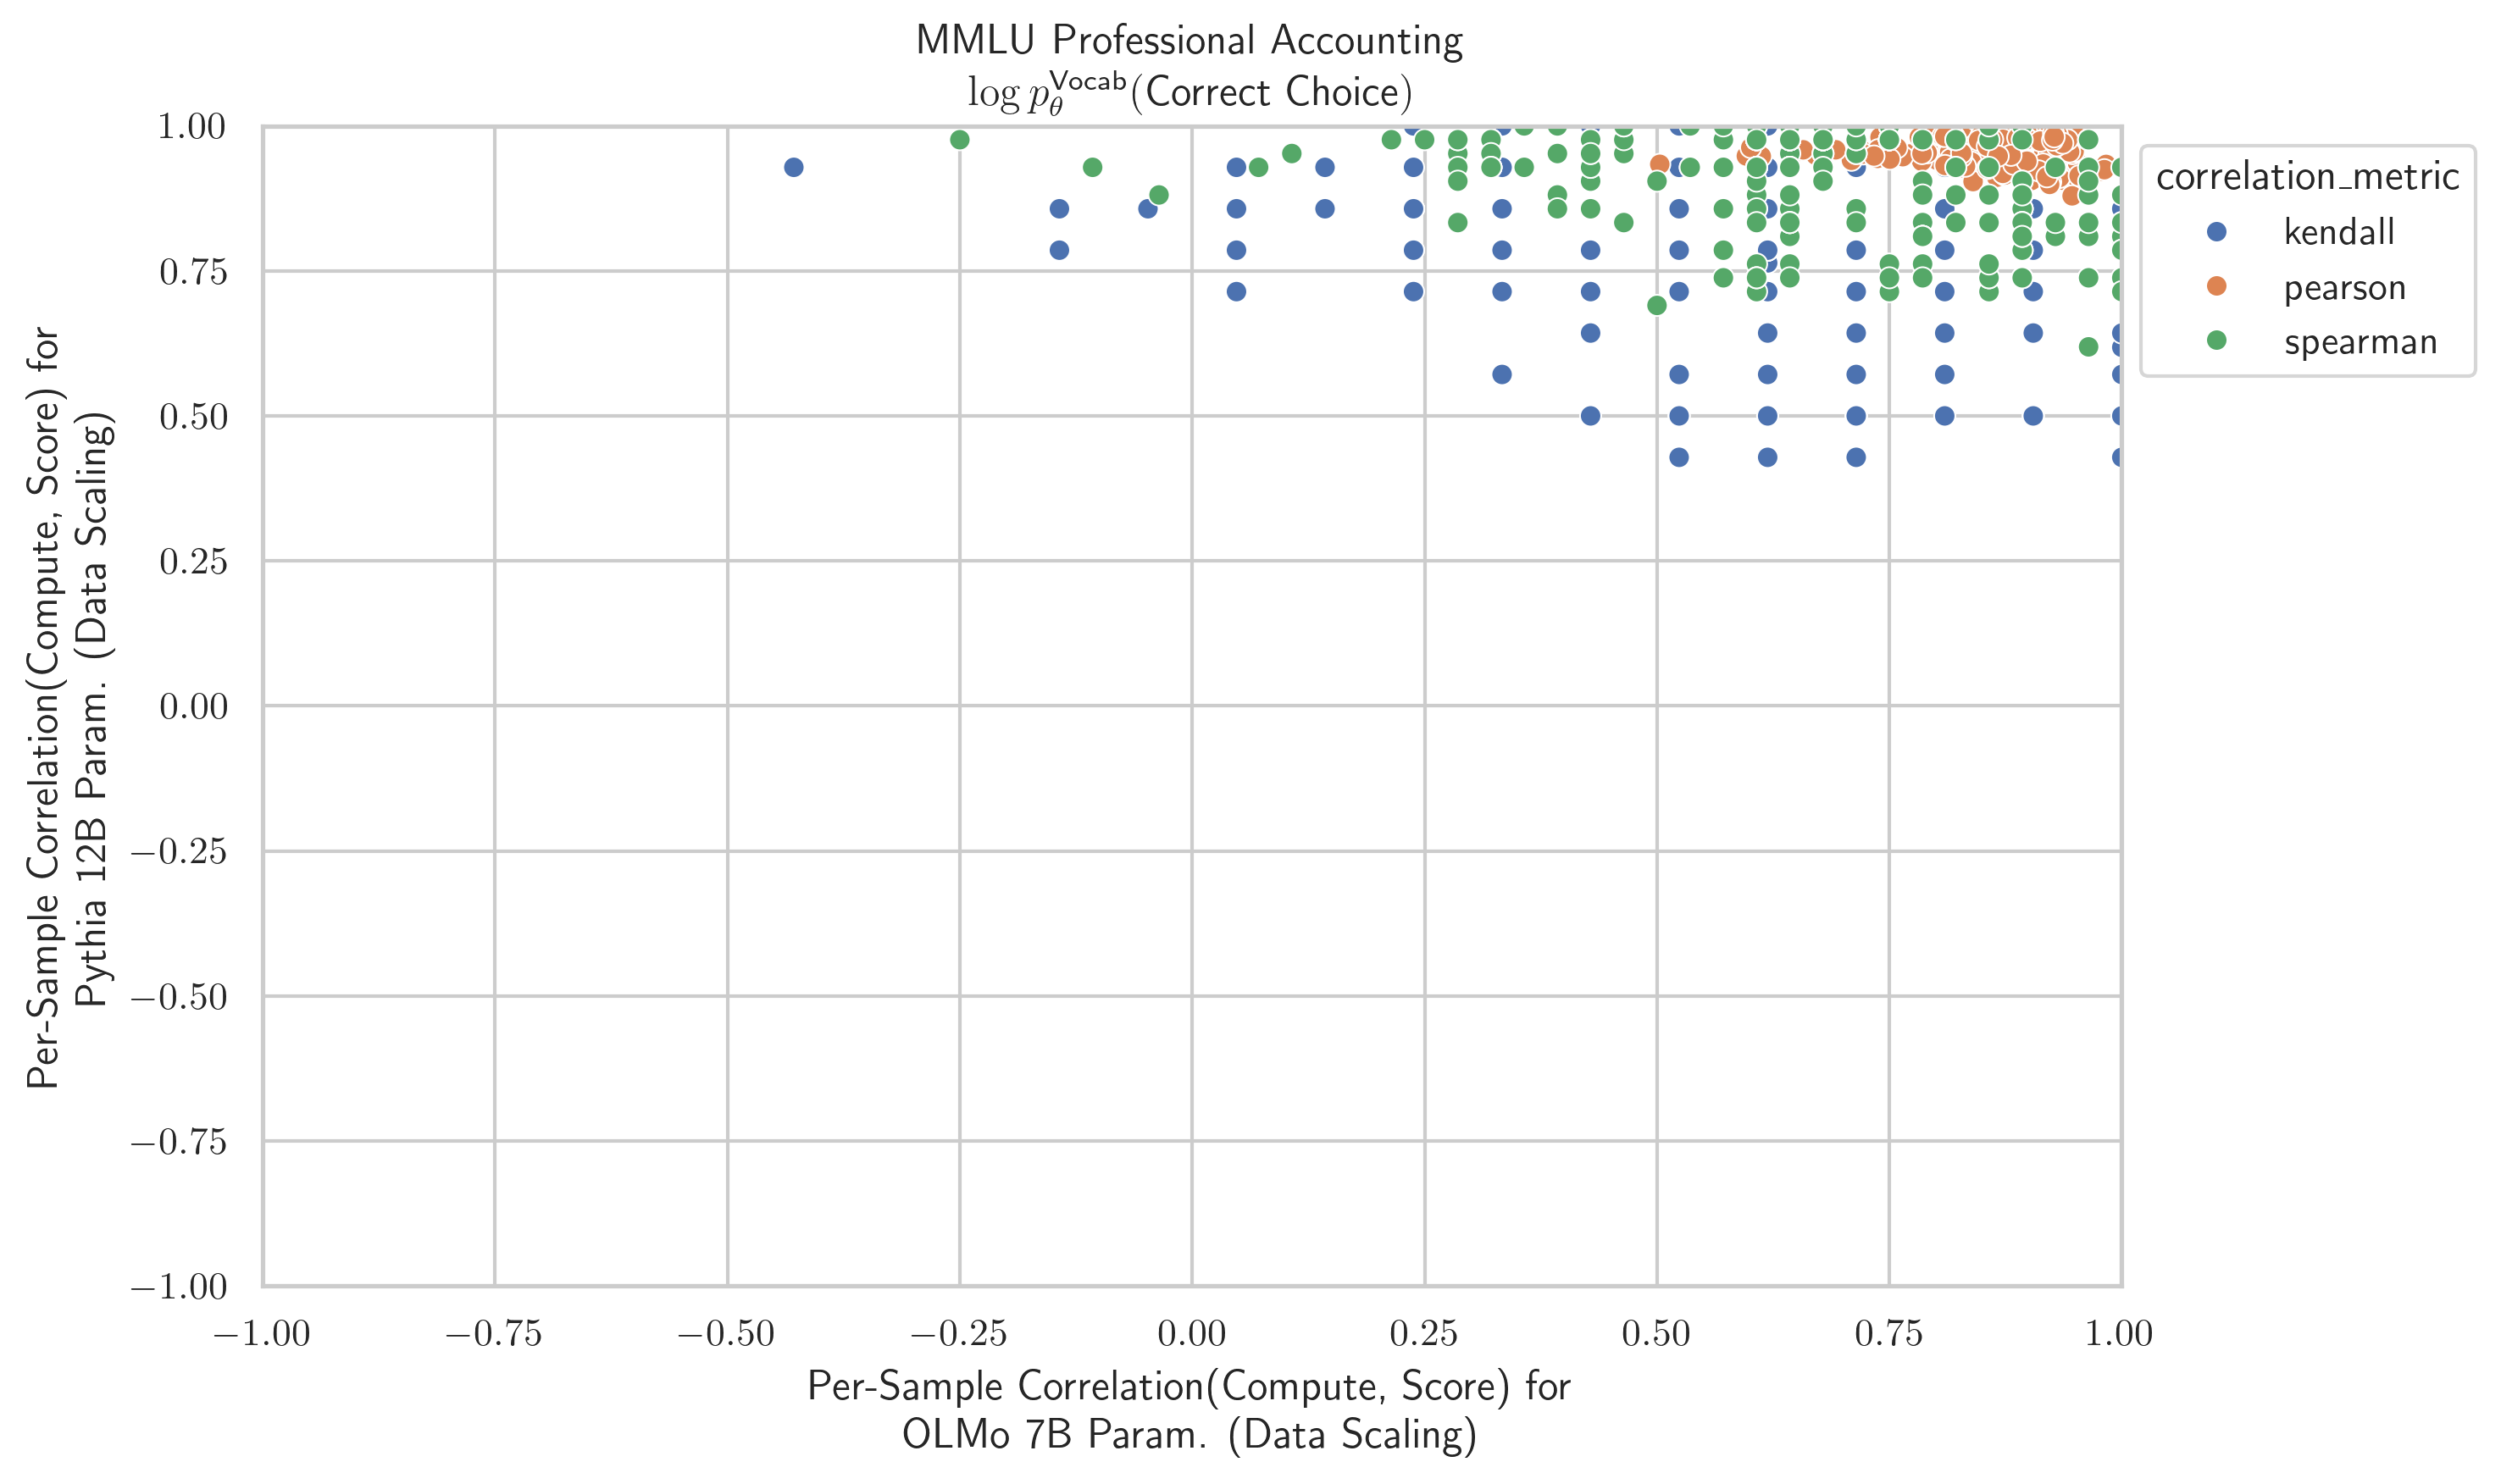 MMLU Professional Accounting
log p_θ^Vocab(Correct Choice)
1.00
0.75
0.50
0.25
0.00
−0.25
−0.50
−0.75
−1.00
Per-Sample Correlation(Compute, Score) for
Pythia 12B Param. (Data Scaling)
−1.00
−0.75
−0.50
−0.25
0.00
0.25
0.50
0.75
1.00
Per-Sample Correlation(Compute, Score) for
OLMo 7B Param. (Data Scaling)
correlation_metric
kendall
pearson
spearman